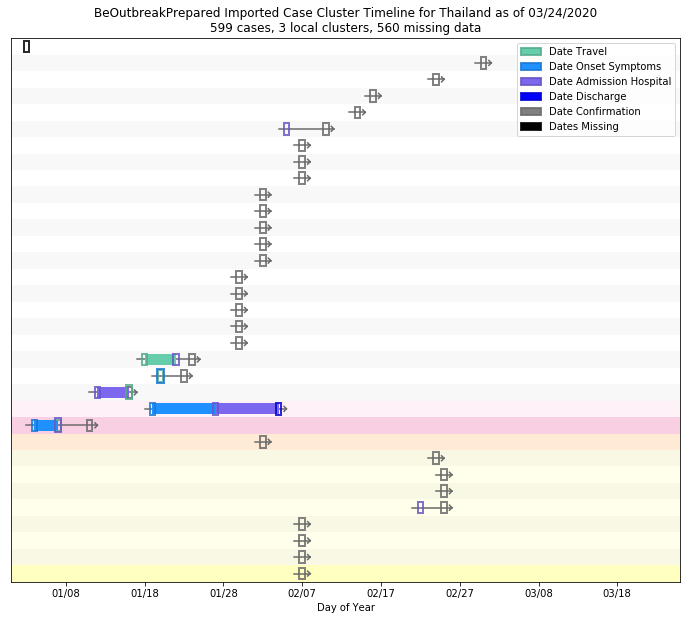 BeOutbreakPrepared Imported Case Cluster Timeline for Thailand as of 03/24/2020
599 cases, 3 local clusters, 560 missing data
Date Travel
Date Onset Symptoms
Date Admission Hospital
Date Discharge
Date Confirmation
Dates Missing
01/08 01/18 01/28 02/07 02/17 02/27 03/08 03/18
Day of Year